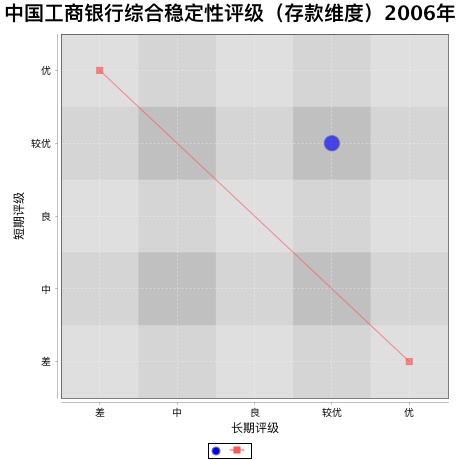 中国工商银行综合稳定性评级（存款维度）2006年
优
较优
良
中
差
短期评级
差
中
良
较优
优
长期评级